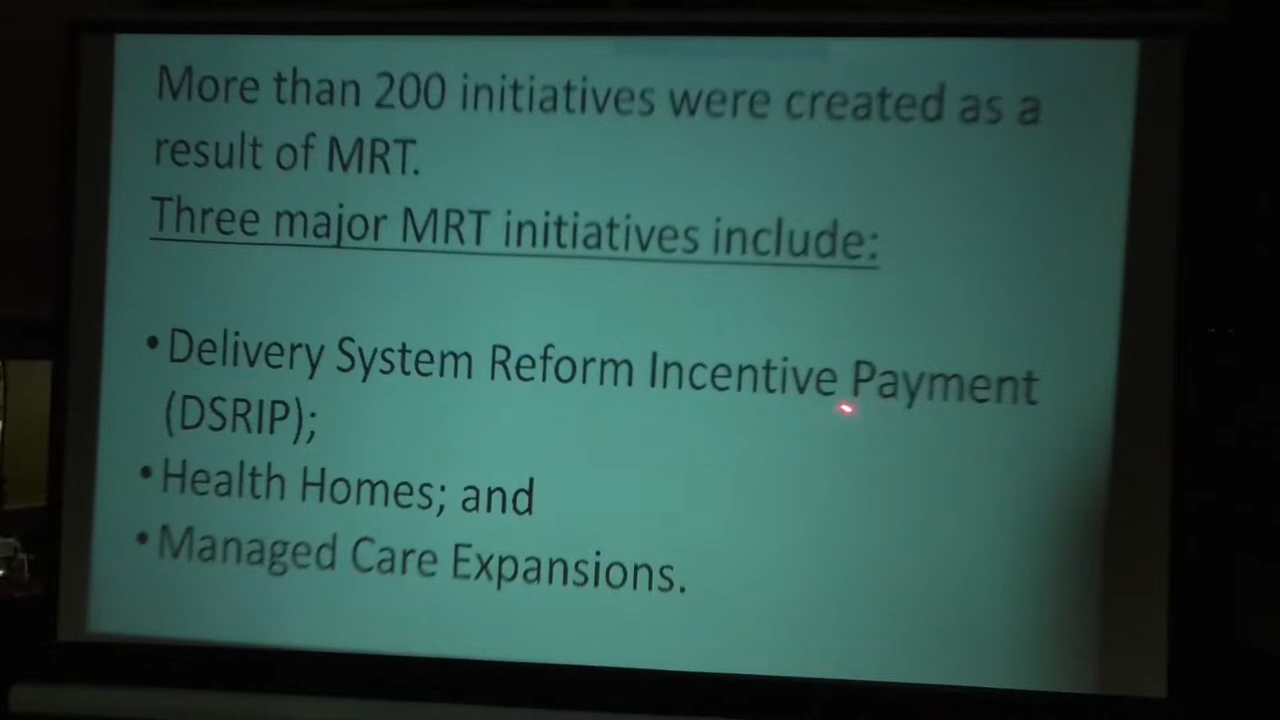 More than 200 initiatives were created as a
result of MRT.
Three major MRT initiatives include:
•Delivery System Reform Incentive Payment
(DSRIP);
•Health Homes; and
•Managed Care Expansions.